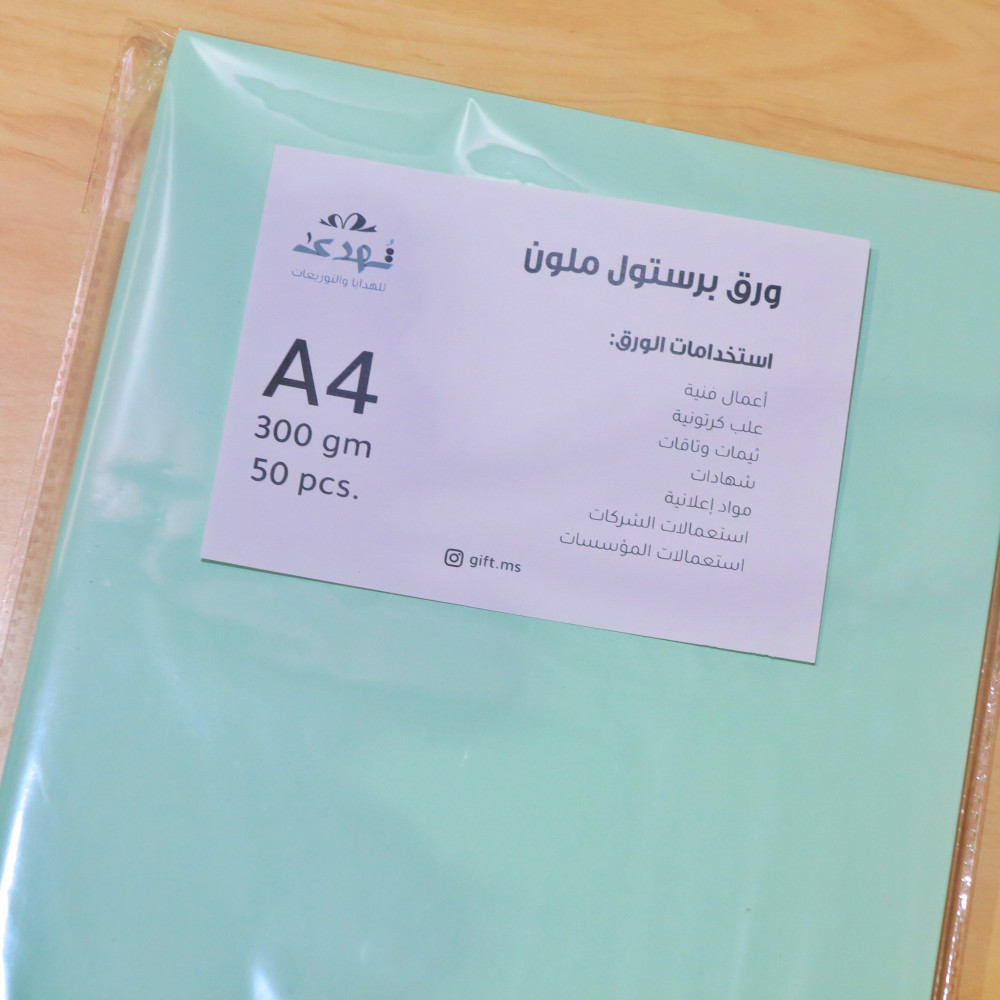 ورق برستول ملون
استخدامات الورق:
أعمال فنية
علب كرتونية
ثيمات وتاقات
شهادات
مواد إعلانية
استعمالات الشركات
استعمالات المؤسسات
تُهدى
للهدايا والتوزيعات
A4
300 gm
50 pcs.
gift.ms